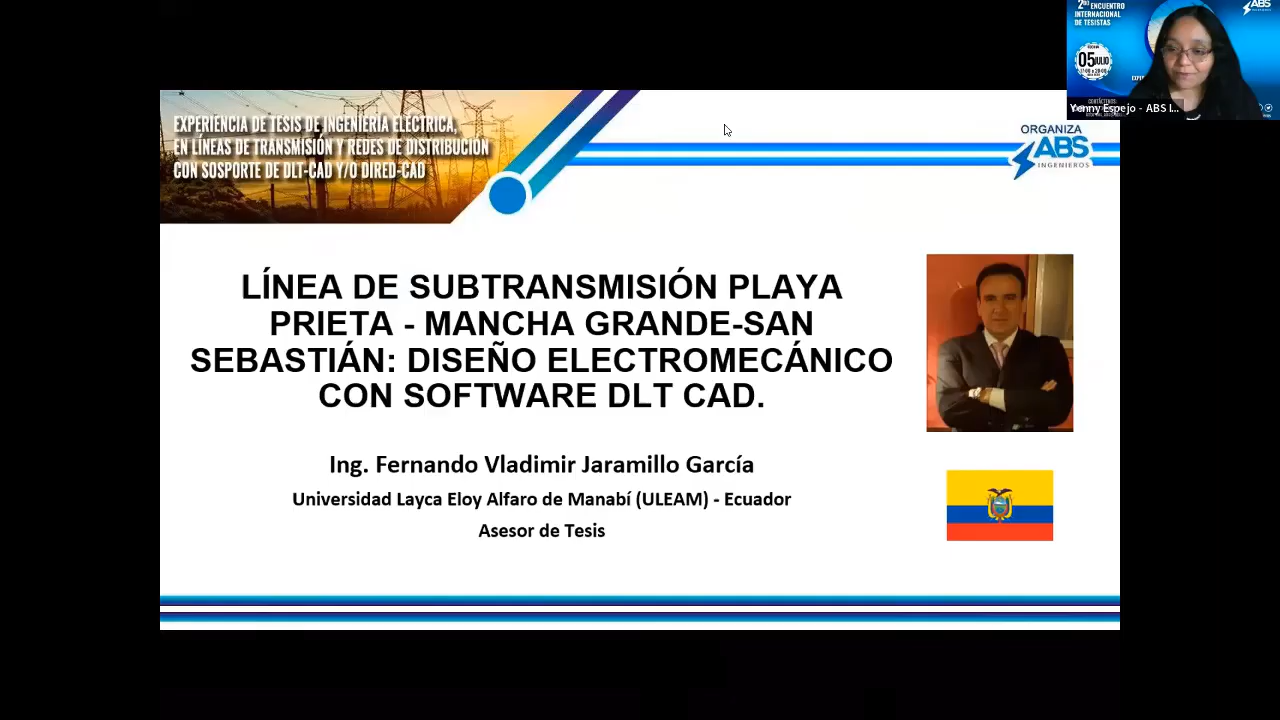 2DO ENCUENTRO
INTERNACIONAL
DE TESISTAS
ABS
FECHA
05 JULIO
Yenny Espejo - ABS I...
EXPERIENCIA DE TESIS DE INGENIERÍA ELÉCTRICA,
EN LÍNEAS DE TRANSMISIÓN Y REDES DE DISTRIBUCIÓN
CON SOSPORTE DE DLT-CAD Y/O DIRED-CAD
ORGANIZA
ABS
INGENIEROS
LÍNEA DE SUBTRANSMISIÓN PLAYA
PRIETA - MANCHA GRANDE-SAN
SEBASTIÁN: DISEÑO ELECTROMECÁNICO
CON SOFTWARE DLT CAD.
Ing. Fernando Vladimir Jaramillo García
Universidad Layca Eloy Alfaro de Manabí (ULEAM) - Ecuador
Asesor de Tesis